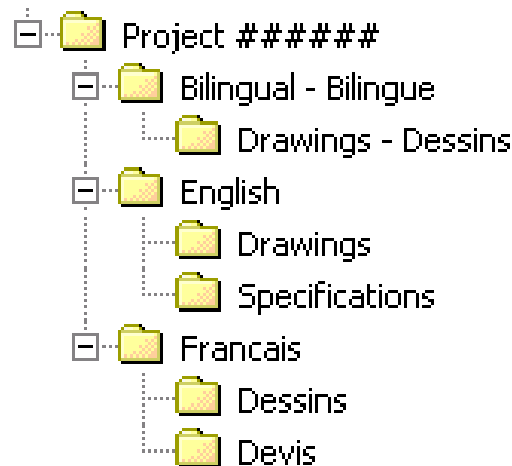 Project ######
Bilingual - Bilingue
Drawings - Dessins
English
Drawings
Specifications
Francais
Dessins
Devis